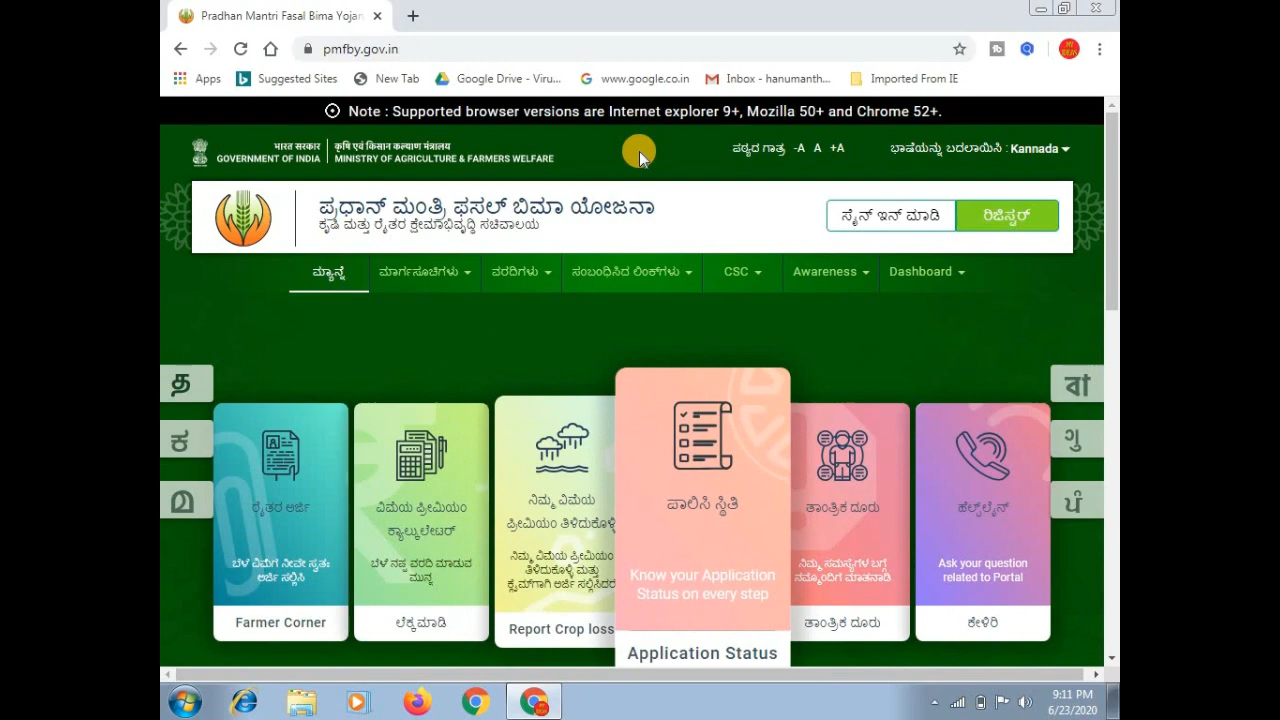 Pradhan Mantri Fasal Bima Yojan
pmfby.gov.in
Apps Suggested Sites New Tab Google Drive - Viru... www.google.co.in Inbox - hanumanth... Imported From IE
Note : Supported browser versions are Internet explorer 9+, Mozilla 50+ and Chrome 52+.
भारत सरकार
GOVERNMENT OF INDIA
कृषि एवं किसान कल्याण मंत्रालय
MINISTRY OF AGRICULTURE & FARMERS WELFARE
ಪಠ್ಯದ ಗಾತ್ರ -A A +A
ಭಾಷೆಯನ್ನು ಬದಲಾಯಿಸಿ : Kannada
ಪ್ರಧಾನ್ ಮಂತ್ರಿ ಫಸಲ್ ಬಿಮಾ ಯೋಜನಾ
ಕೃಷಿ ಮತ್ತು ರೈತರ ಕ್ಷೇಮಾಭಿವೃದ್ಧಿ ಸಚಿವಾಲಯ
ಸೈನ್ ಇನ್ ಮಾಡಿ ರಿಜಿಸ್ಟರ್
ಮ್ಯಾನ್ನೆ ಮಾರ್ಗಸೂಚಿಗಳು ವರದಿಗಳು ಸಂಬಂಧಿಸಿದ ಲಿಂಕ್‌ಗಳು CSC Awareness Dashboard
த
ಕ
ഥ
বা
ગુ
ਪੰ
ರೈತರ ಅರ್ಜಿ
ಬೆಳೆ ವಿಮೆಗೆ ನೀವೇ ಸ್ವತಃ
ಅರ್ಜಿ ಸಲ್ಲಿಸಿ
Farmer Corner
ವಿಮೆಯ ಪ್ರೀಮಿಯಂ
ಕ್ಯಾಲ್ಕುಲೇಟರ್
ಬೆಳೆ ನಷ್ಟ ವರದಿ ಮಾಡುವ
ಮುನ್ನ
ಲೆಕ್ಕಮಾಡಿ
ನಿಮ್ಮ ವಿಮೆಯ
ಪ್ರೀಮಿಯಂ ತಿಳಿದುಕೊಳ್ಳಿ
ನಿಮ್ಮ ವಿಮೆಯ ಪ್ರೀಮಿಯಂ
ತಿಳಿದುಕೊಳ್ಳಿ ಮತ್ತು
ಕ್ಲೈಮ್‌ಗಾಗಿ ಅರ್ಜಿ ಸಲ್ಲಿಸಿದರೆ
Report Crop loss
ಪಾಲಿಸಿ ಸ್ಥಿತಿ
Know your Application
Status on every step
Application Status
ತಾಂತ್ರಿಕ ದೂರು
ನಿಮ್ಮ ಸಮಸ್ಯೆಗಳ ಬಗ್ಗೆ
ನಮ್ಮೊಂದಿಗೆ ಮಾತನಾಡಿ
ತಾಂತ್ರಿಕ ದೂರು
ಹೆಲ್ಪ್‌ಲೈನ್
Ask your question
related to Portal
ಕೇಳಿರಿ
9:11 PM
6/23/2020